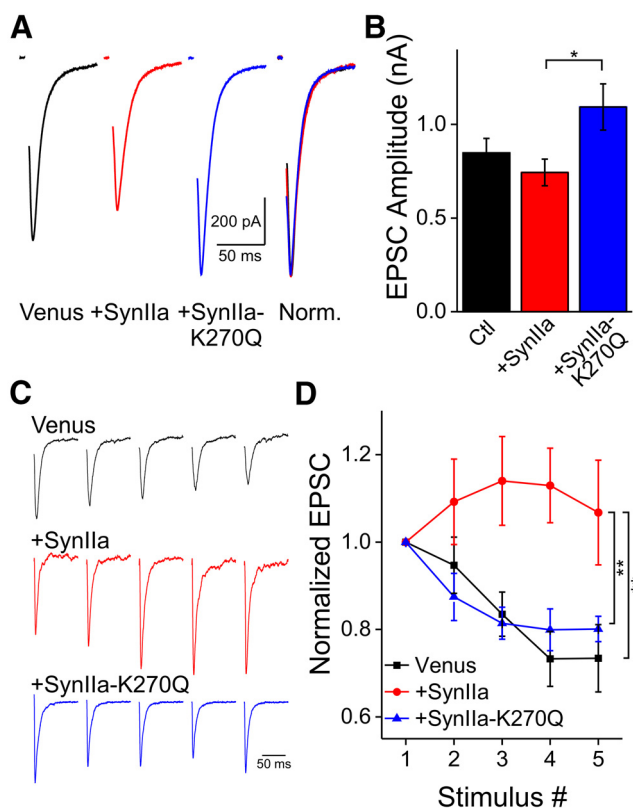 A
200 pA
50 ms
Venus +SynIIa +SynIIa-K270Q Norm.
B
EPSC Amplitude (nA)
1.0
0.5
0.0
*
Ctl
+SynIIa
+SynIIa-K270Q
C
Venus
+SynIIa
+SynIIa-K270Q
50 ms
D
Normalized EPSC
1.2
1.0
0.8
0.6
**
Venus
+SynIIa
+SynIIa-K270Q
1 2 3 4 5
Stimulus #